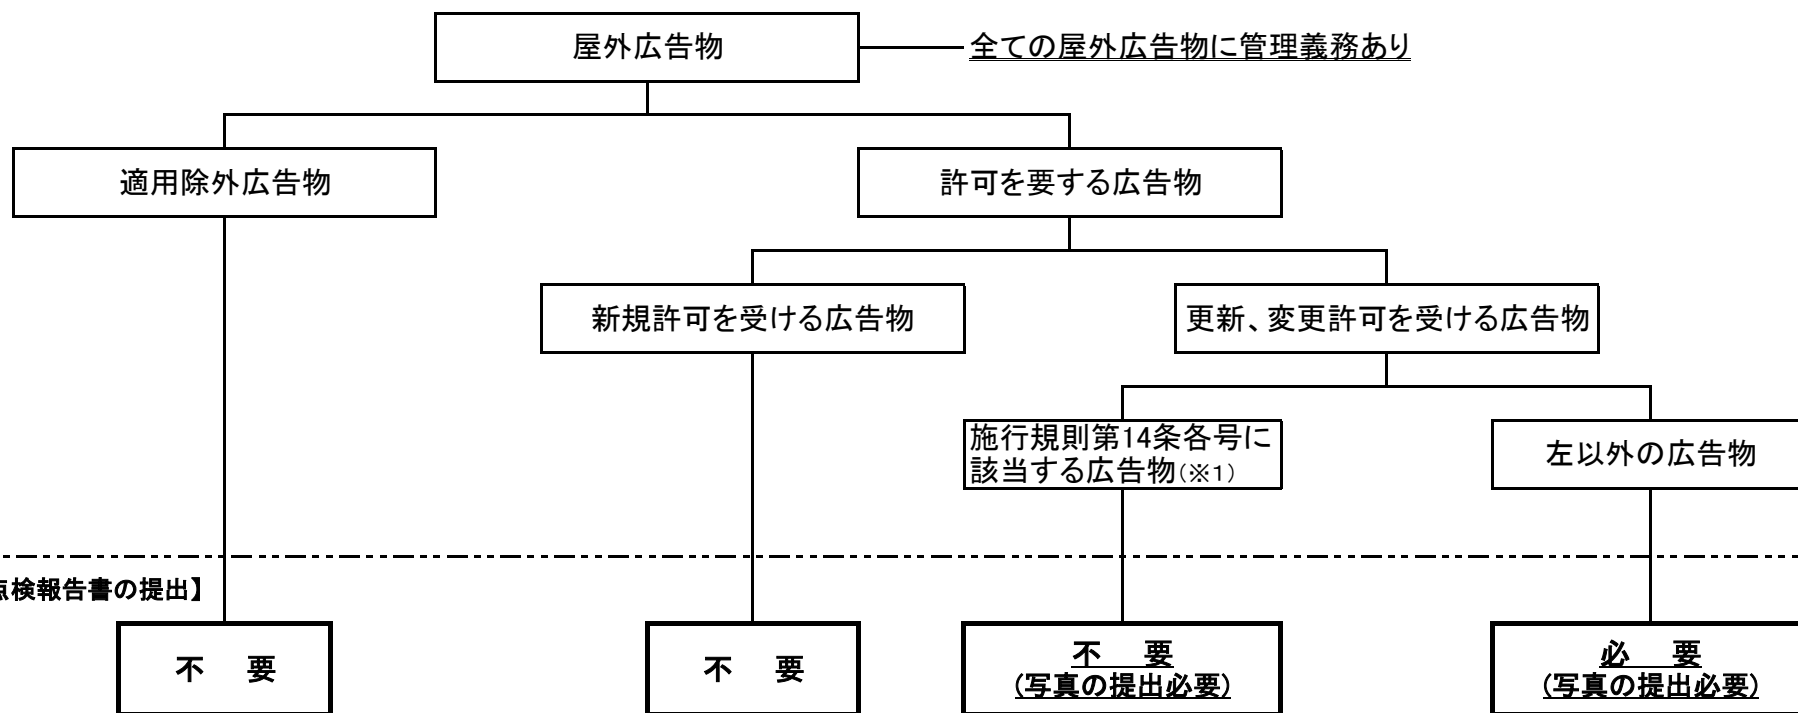 屋外広告物
全ての屋外広告物に管理義務あり
適用除外広告物
許可を要する広告物
新規許可を受ける広告物
更新、変更許可を受ける広告物
施行規則第14条各号に
該当する広告物(※1)
左以外の広告物
点検報告書の提出】
不 要
不 要
不 要
(写真の提出必要)
必 要
(写真の提出必要)